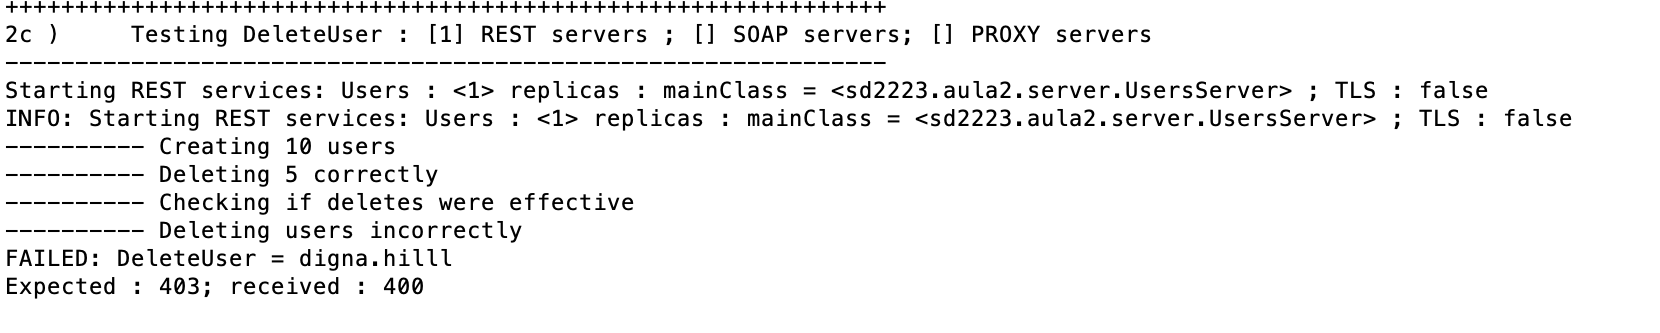 +++++++++++++++++++++++++++++++++++++++++++++++++++++++++++++++
2c )     Testing DeleteUser : [1] REST servers ; [] SOAP servers; [] PROXY servers
---------------------------------------------------------------
Starting REST services: Users : <1> replicas : mainClass = <sd2223.aula2.server.UsersServer> ; TLS : false
INFO: Starting REST services: Users : <1> replicas : mainClass = <sd2223.aula2.server.UsersServer> ; TLS : false
---------- Creating 10 users
---------- Deleting 5 correctly
---------- Checking if deletes were effective
---------- Deleting users incorrectly
FAILED: DeleteUser = digna.hilll
Expected : 403; received : 400